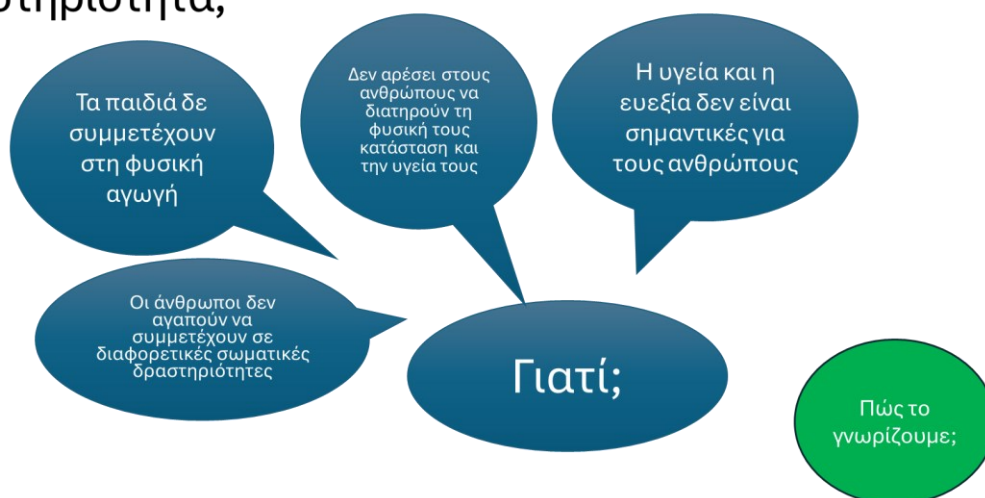 Τα παιδιά δε
συμμετέχουν
στη φυσική
αγωγή
Δεν αρέσει στους
ανθρώπους να
διατηρούν τη
φυσική τους
κατάσταση και
την υγεία τους
Η υγεία και η
ευεξία δεν είναι
σημαντικές για
τους ανθρώπους
Οι άνθρωποι δεν
αγαπούν να
συμμετέχουν σε
διαφορετικές σωματικές
δραστηριότητες
Γιατί;
Πώς το
γνωρίζουμε;